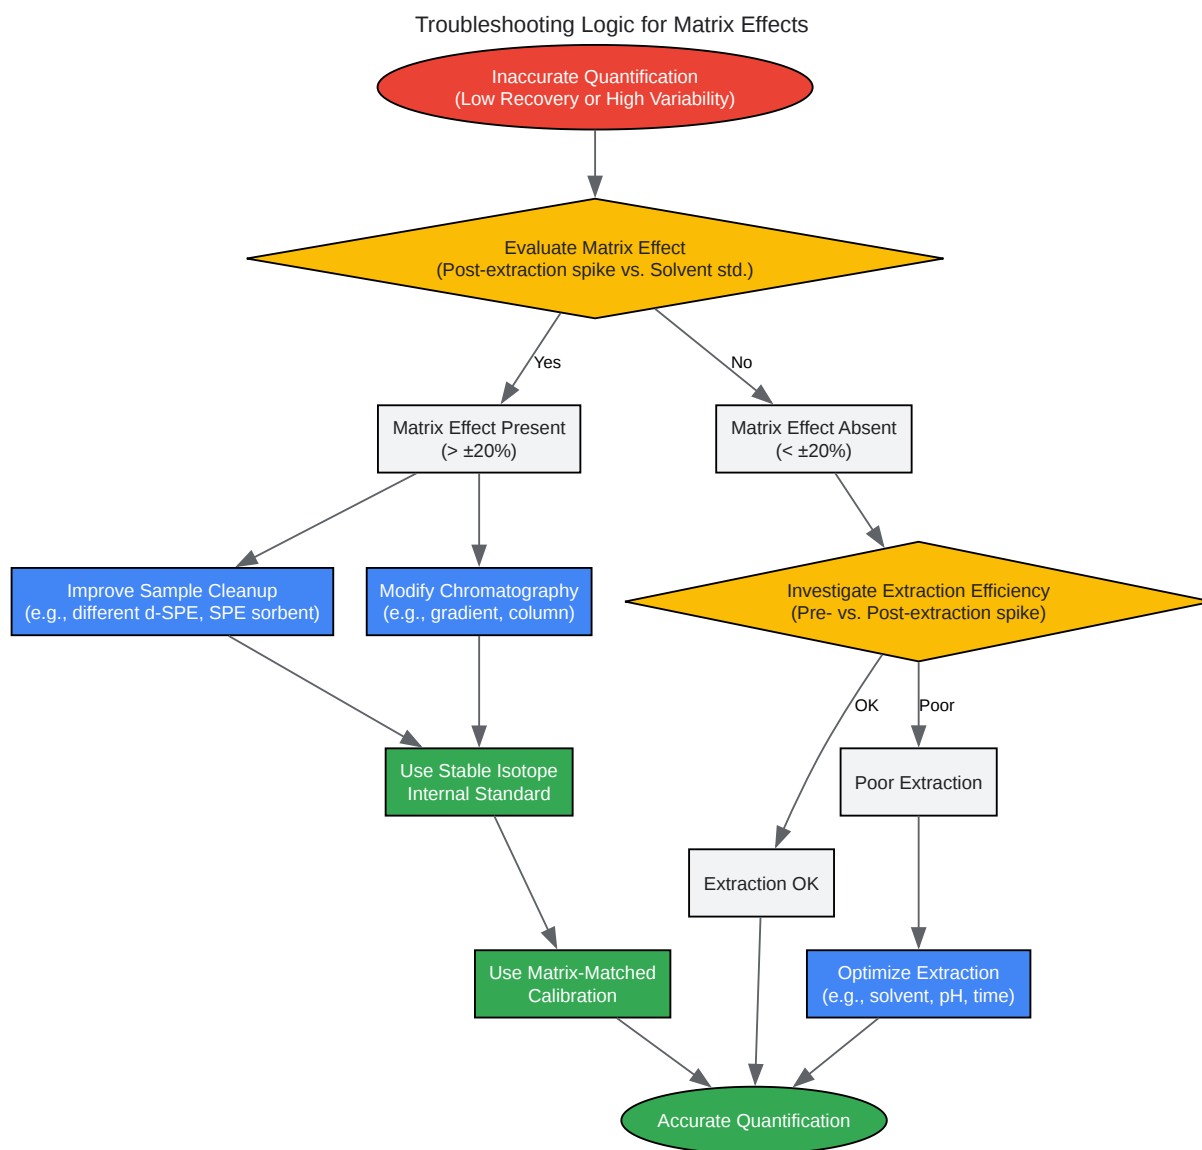 Troubleshooting Logic for Matrix Effects
Inaccurate Quantification
(Low Recovery or High Variability)
Evaluate Matrix Effect
(Post-extraction spike vs. Solvent std.)
Yes
No
Matrix Effect Present
(> ±20%)
Matrix Effect Absent
(< ±20%)
Improve Sample Cleanup
(e.g., different d-SPE, SPE sorbent)
Modify Chromatography
(e.g., gradient, column)
Investigate Extraction Efficiency
(Pre- vs. Post-extraction spike)
OK
Poor
Use Stable Isotope
Internal Standard
Poor Extraction
Extraction OK
Use Matrix-Matched
Calibration
Optimize Extraction
(e.g., solvent, pH, time)
Accurate Quantification